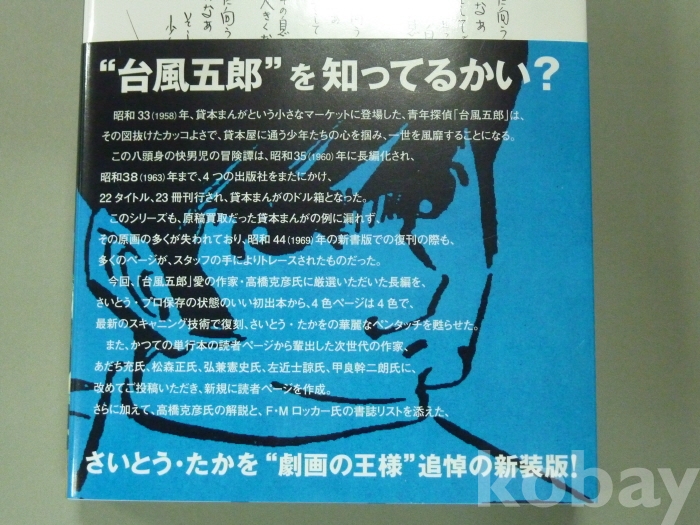 に向う
なあ
“台風五郎”を知ってるかい？
昭和33（1958）年、貸本まんがという小さなマーケットに登場した、青年探偵「台風五郎」は、
その図抜けたカッコよさで、貸本屋に通う少年たちの心を掴み、一世を風靡することになる。
この八頭身の快男児の冒険譚は、昭和35（1960）年に長編化され、
昭和38（1963）年まで、4つの出版社をまたにかけ、
22タイトル、23冊刊行され、貸本まんがのドル箱となった。
このシリーズも、原稿買取だった貸本まんがの例に漏れず、
その原画の多くが失われており、昭和44（1969）年の新書版での復刊の際も、
多くのページが、スタッフの手によりトレースされたものだった。
今回、「台風五郎」愛の作家・高橋克彦氏に厳選いただいた長編を、
さいとう・プロ保存の状態のいい初出本から、4色ページは4色で、
最新のスキャニング技術で復刻、さいとう・たかをの華麗なペンタッチを甦らせた。
また、かつての単行本の読者ページから輩出した次世代の作家、
あだち充氏、松森正氏、弘兼憲史氏、左近士諒氏、甲良幹二朗氏に、
改めてご投稿いただき、新規に読者ページを作成。
さらに加えて、高橋克彦氏の解説と、F・Mロッカー氏の書誌リストを添えた、
さいとう・たかを“劇画の王様”追悼の新装版！
kobay